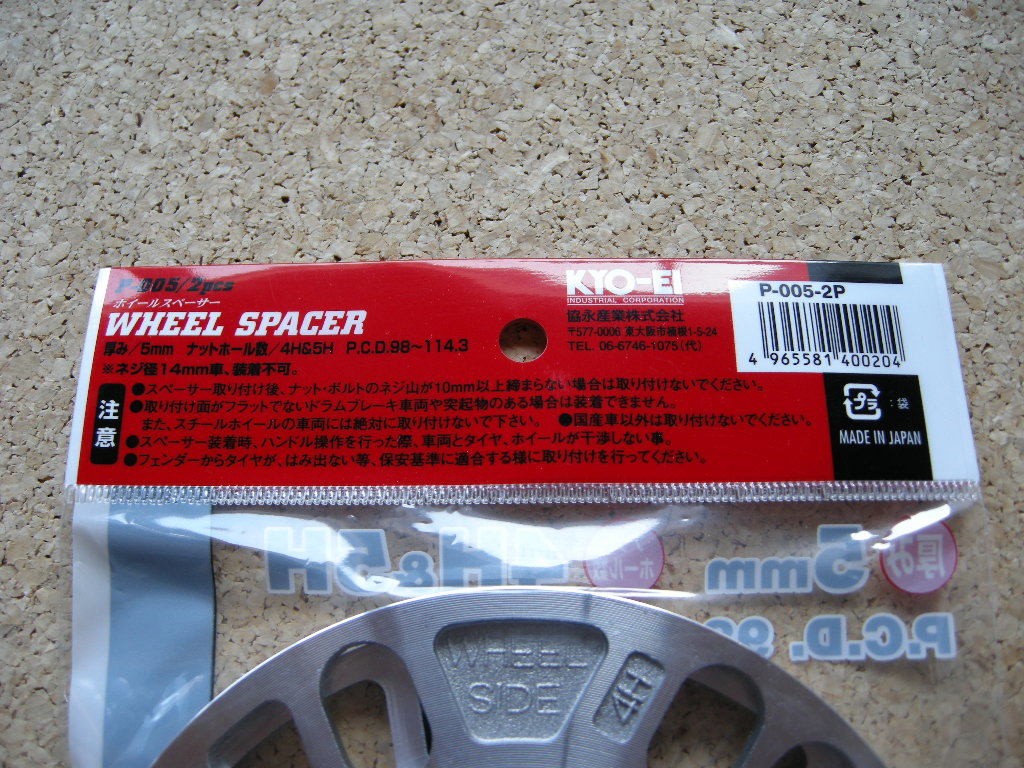 P-005/2pcs
ホイールスペーサー
WHEEL SPACER
厚み/5mm ナットホール数/4H&5H P.C.D.98～114.3
※ネジ径14mm車、装着不可。
KYO-EI
INDUSTRIAL CORPORATION
協永産業株式会社
〒577-0006 東大阪市楠根1-5-24
TEL. 06-6746-1075(代)
P-005-2P
4 965581 400204
注意
●スペーサー取り付け後、ナット・ボルトのネジ山が10mm以上締まらない場合は取り付けないでください。
●取り付け面がフラットでないドラムブレーキ車両や突起物のある場合は装着できません。
また、スチールホイールの車両には絶対に取り付けないで下さい。 ●国産車以外は取り付けないでください。
●スペーサー装着時、ハンドル操作を行った際、車両とタイヤ、ホイールが干渉しない事。
●フェンダーからタイヤが、はみ出ない等、保安基準に適合する様に取り付けを行ってください。
プラ
:袋
MADE IN JAPAN
厚み 5mm
ホール数 4H&5H
P.C.D. 98
WHEEL
SIDE
4H